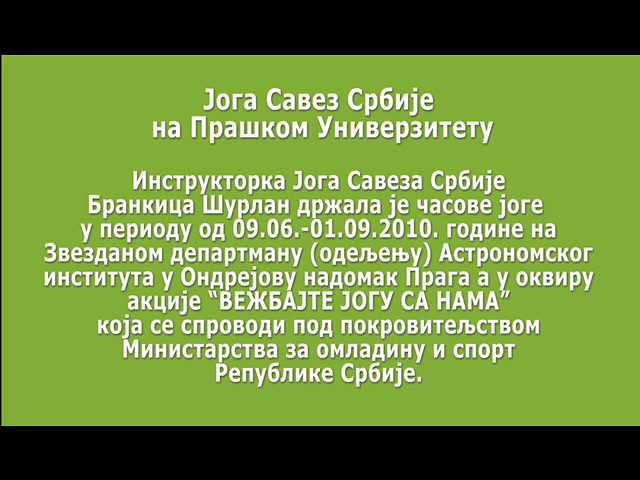 Јога Савез Србије
на Прашком Универзитету
Инструкторка Јога Савеза Србије
Бранкица Шурлан држала је часове јоге
у периоду од 09.06.-01.09.2010. године на
Звезданом департману (одељењу) Астрономског
института у Ондрејову надомак Прага а у оквиру
акције “ВЕЖБАЈТЕ ЈОГУ СА НАМА”
која се спроводи под покровитељством
Министарства за омладину и спорт
Републике Србије.